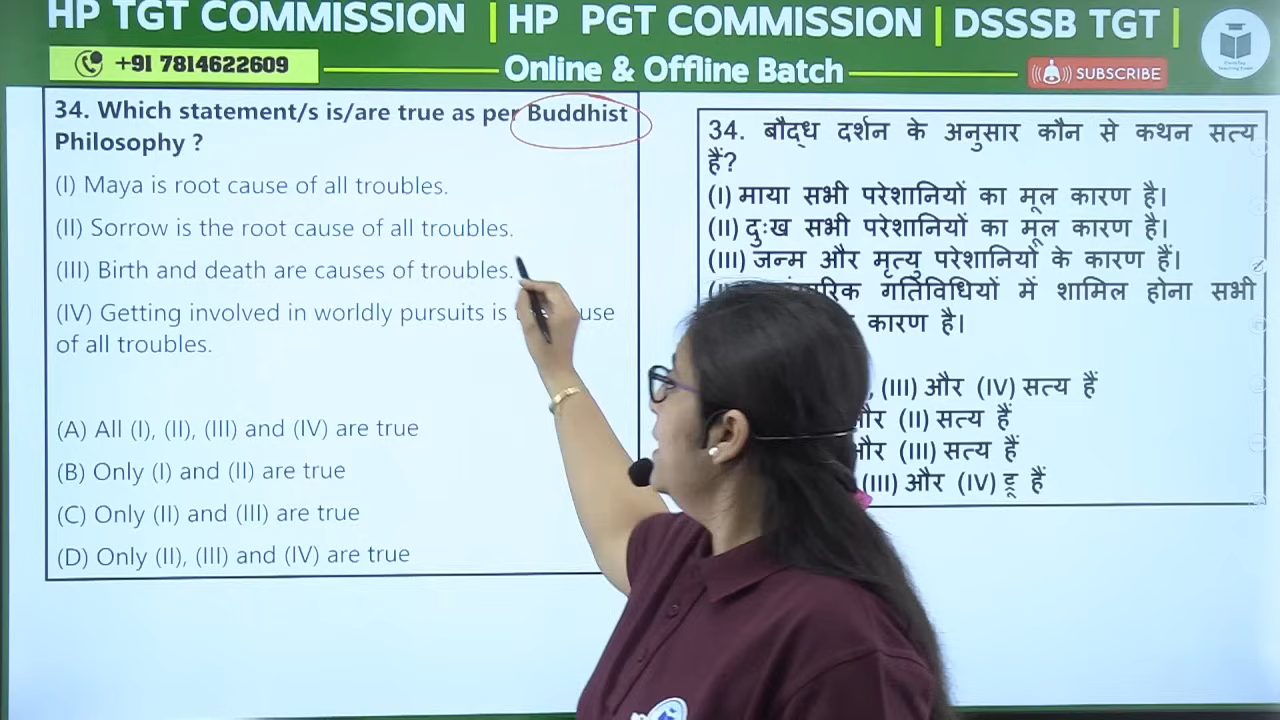 HP TGT COMMISSION | HP PGT COMMISSION | DSSSB TGT |
+91 7814622609
Online & Offline Batch
SUBSCRIBE
34. Which statement/s is/are true as per Buddhist
Philosophy ?
(I) Maya is root cause of all troubles.
(II) Sorrow is the root cause of all troubles.
(III) Birth and death are causes of troubles.
(IV) Getting involved in worldly pursuits is
of all troubles.
(A) All (I), (II), (III) and (IV) are true
(B) Only (I) and (II) are true
(C) Only (II) and (III) are true
(D) Only (II), (III) and (IV) are true
34. बौद्ध दर्शन के अनुसार कौन से कथन सत्य
हैं?
(I) माया सभी परेशानियों का मूल कारण है।
(II) दुःख सभी परेशानियों का मूल कारण है।
(III) जन्म और मृत्यु परेशानियों के कारण हैं।
गतिविधियों में शामिल होना सभी
कारण है।
, (III) और (IV) सत्य हैं
और (II) सत्य हैं
और (III) सत्य हैं
(III) और (IV) ट्रू हैं